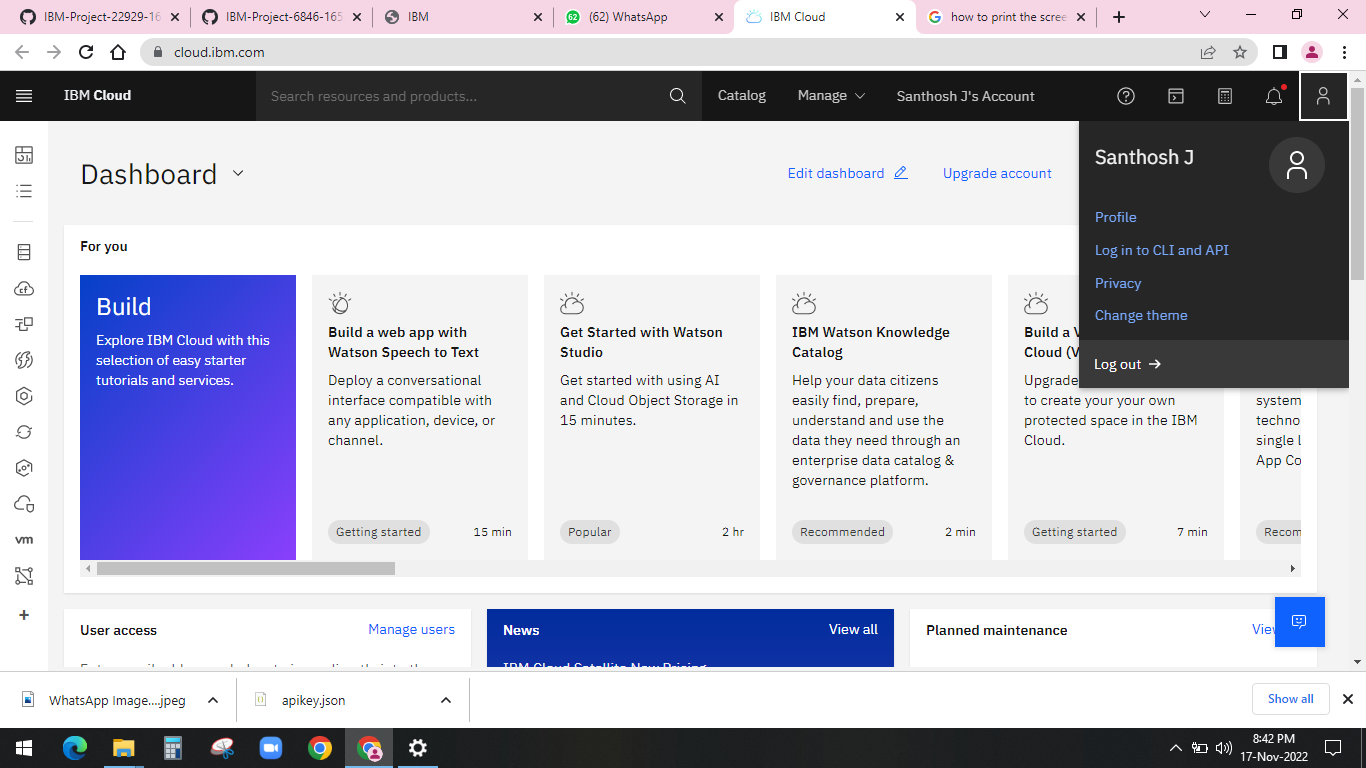 IBM-Project-22929-16
IBM-Project-6846-165
IBM
62
(62) WhatsApp
IBM Cloud
how to print the scree
cloud.ibm.com
IBM Cloud
Search resources and products...
Catalog
Manage
Santhosh J's Account
Dashboard
Edit dashboard
Upgrade account
Santhosh J
Profile
Log in to CLI and API
Privacy
Change theme
Log out
For you
Build
Explore IBM Cloud with this
selection of easy starter
tutorials and services.
Build a web app with
Watson Speech to Text
Deploy a conversational
interface compatible with
any application, device, or
channel.
Getting started
15 min
Get Started with Watson
Studio
Get started with using AI
and Cloud Object Storage in
15 minutes.
Popular
2 hr
IBM Watson Knowledge
Catalog
Help your data citizens
easily find, prepare,
understand and use the
data they need through an
enterprise data catalog &
governance platform.
Recommended
2 min
Build a V
Cloud (V
Upgrade
to create your your own
protected space in the IBM
Cloud.
Getting started
7 min
system
techno
single l
App Co
Recom
cf
vm
User access
Manage users
News
View all
IBM Cloud Satellite New Pricing
Planned maintenance
View
WhatsApp Image....jpeg
apikey.json
Show all
8:42 PM
17-Nov-2022